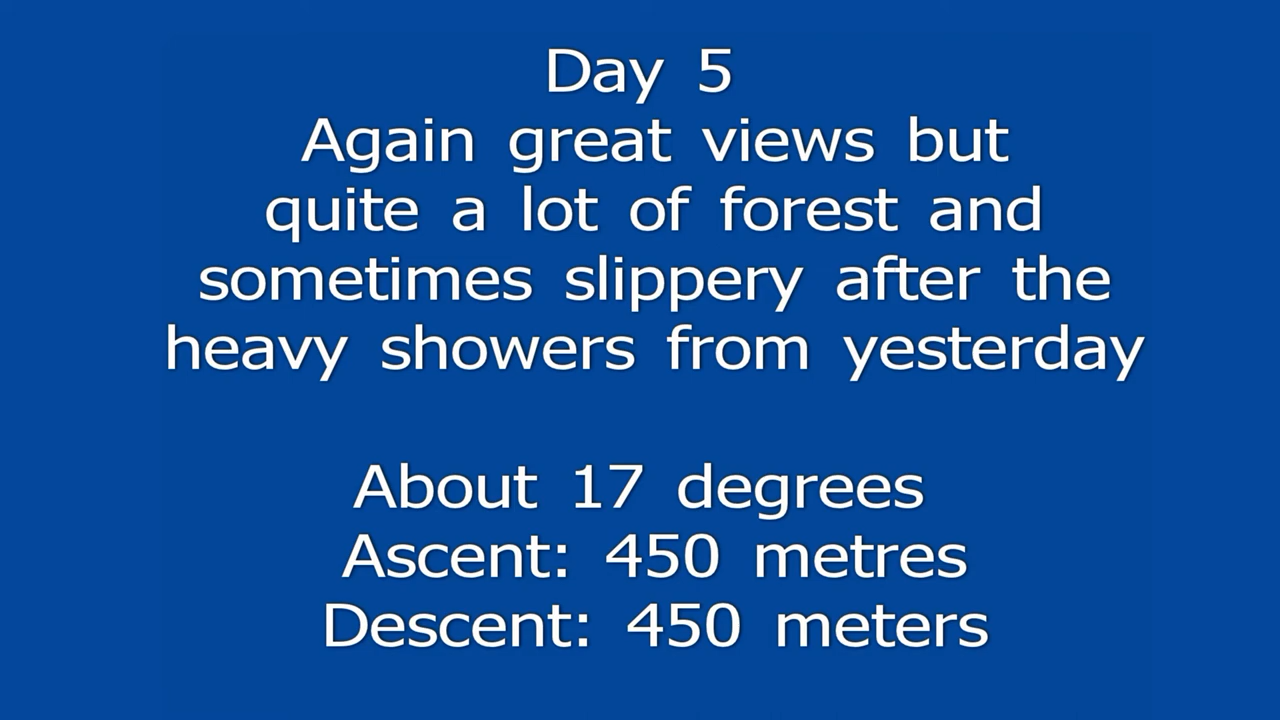 Day 5
Again great views but
quite a lot of forest and
sometimes slippery after the
heavy showers from yesterday
About 17 degrees
Ascent: 450 metres
Descent: 450 meters